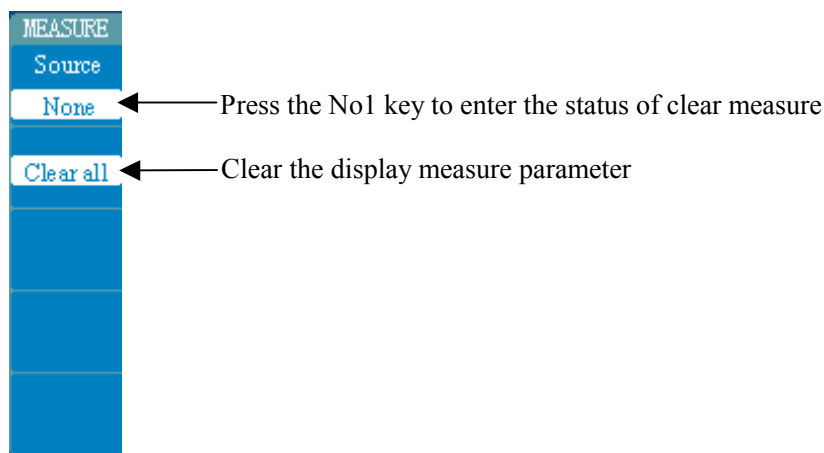 MEASURE
Source
None
Press the No1 key to enter the status of clear measure
Clear all
Clear the display measure parameter